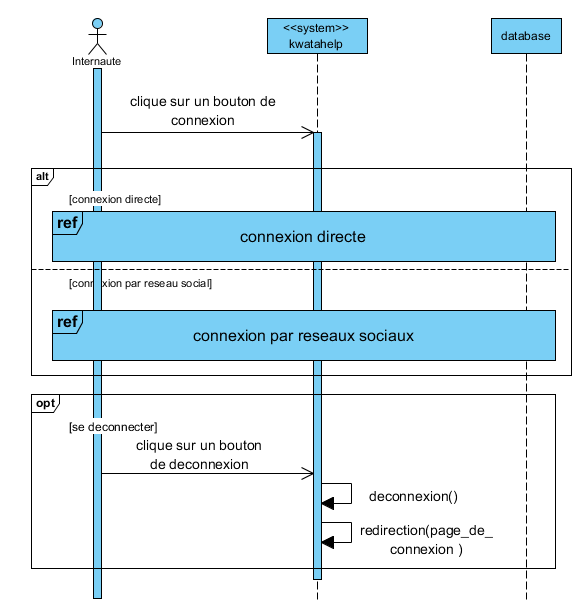 <<system>>
kwatahelp
database
Internaute
clique sur un bouton de
connexion
alt
[connexion directe]
ref
connexion directe
[connexion par reseau social]
ref
connexion par reseaux sociaux
opt
[se deconnecter]
clique sur un bouton
de deconnexion
deconnexion()
redirection(page_de_
connexion )